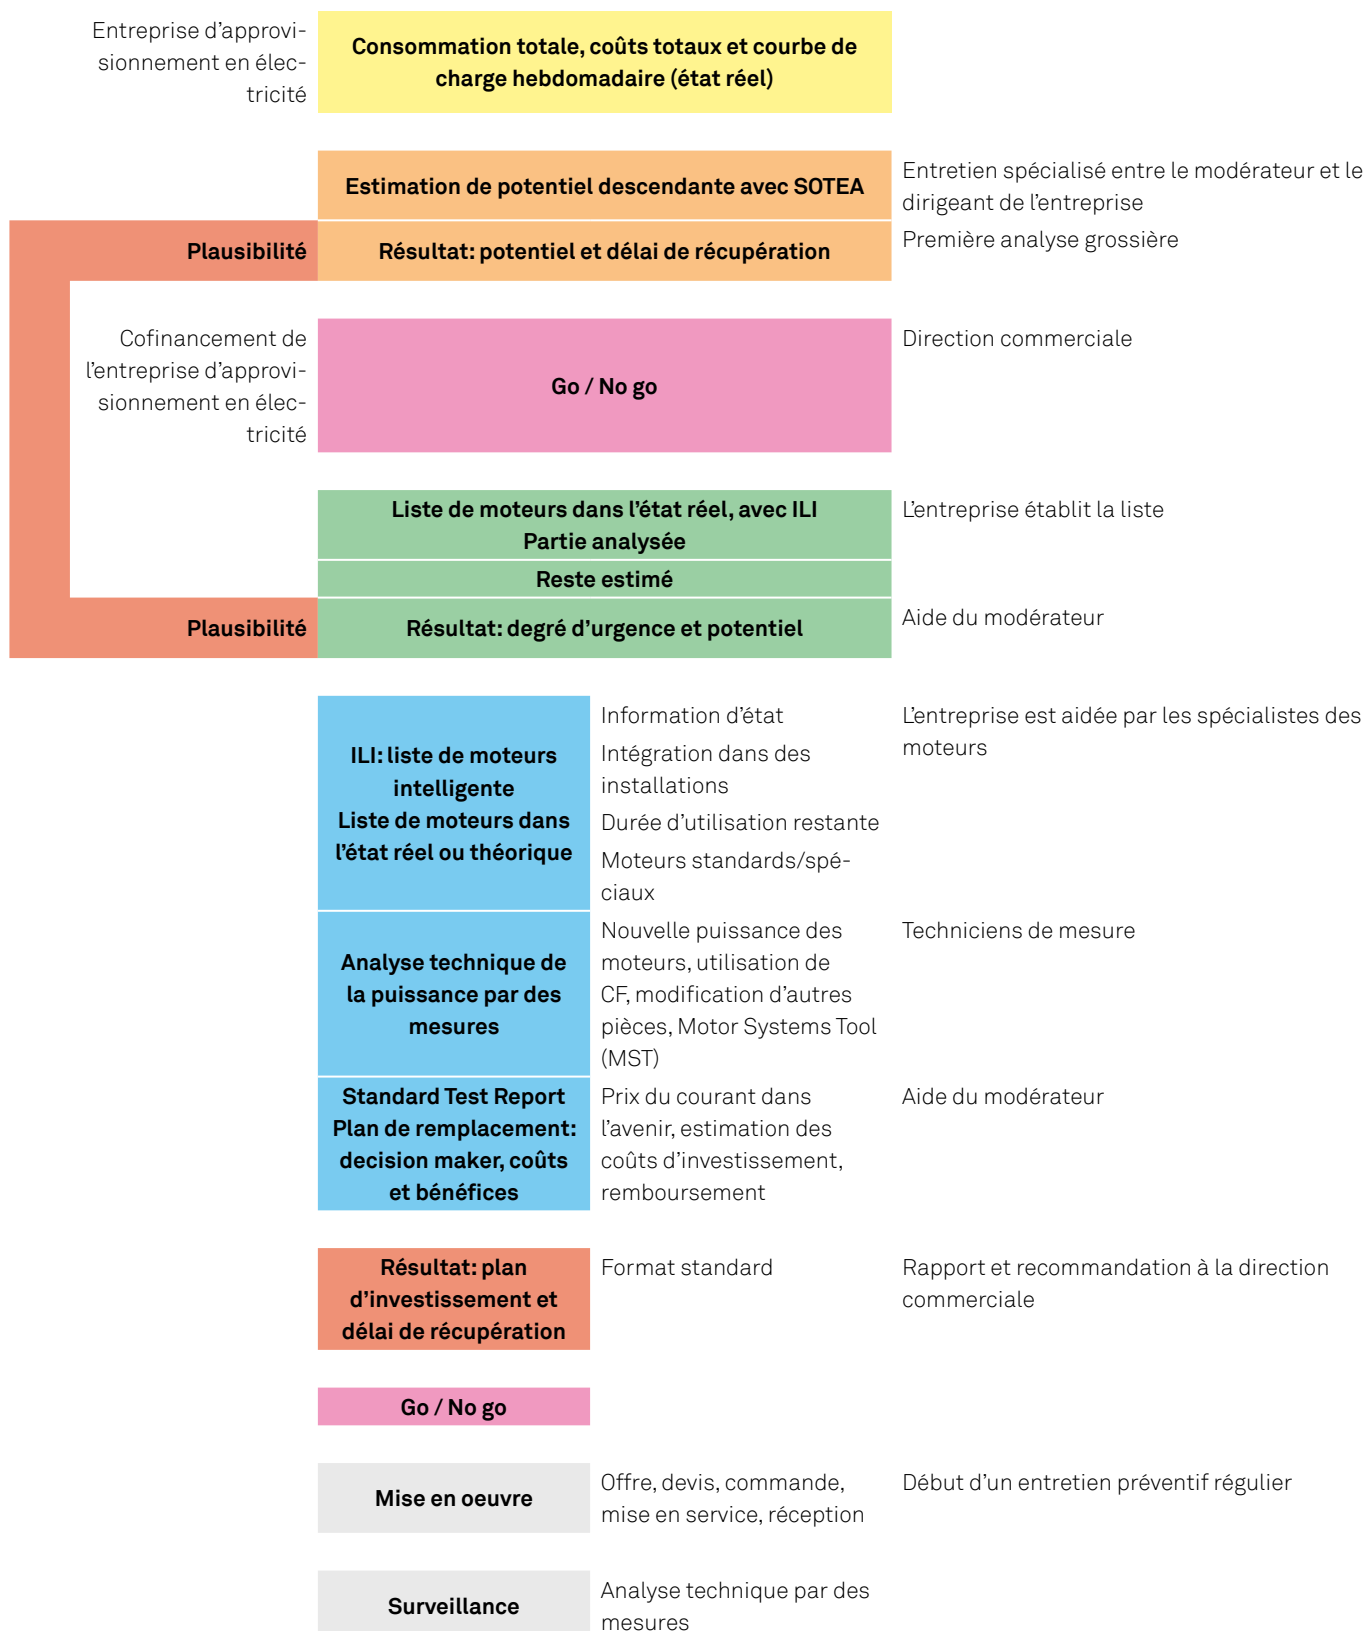 Entreprise d’approvi-
sionnement en élec-
tricité
Consommation totale, coûts totaux et courbe de
charge hebdomadaire (état réel)
Estimation de potentiel descendante avec SOTEA
Entretien spécialisé entre le modérateur et le
dirigeant de l’entreprise
Plausibilité
Résultat: potentiel et délai de récupération
Première analyse grossière
Cofinancement de
l’entreprise d’approvi-
sionnement en élec-
tricité
Go / No go
Direction commerciale
Liste de moteurs dans l’état réel, avec ILI
Partie analysée
L’entreprise établit la liste
Reste estimé
Plausibilité
Résultat: degré d’urgence et potentiel
Aide du modérateur
ILI: liste de moteurs
intelligente
Liste de moteurs dans
l’état réel ou théorique
Information d’état
Intégration dans des
installations
Durée d’utilisation restante
Moteurs standards/spé-
ciaux
L’entreprise est aidée par les spécialistes des
moteurs
Analyse technique de
la puissance par des
mesures
Nouvelle puissance des
moteurs, utilisation de
CF, modification d’autres
pièces, Motor Systems Tool
(MST)
Techniciens de mesure
Standard Test Report
Plan de remplacement:
decision maker, coûts
et bénéfices
Prix du courant dans
l’avenir, estimation des
coûts d’investissement,
remboursement
Aide du modérateur
Résultat: plan
d’investissement et
délai de récupération
Format standard
Rapport et recommandation à la direction
commerciale
Go / No go
Mise en oeuvre
Offre, devis, commande,
mise en service, réception
Début d’un entretien préventif régulier
Surveillance
Analyse technique par des
mesures